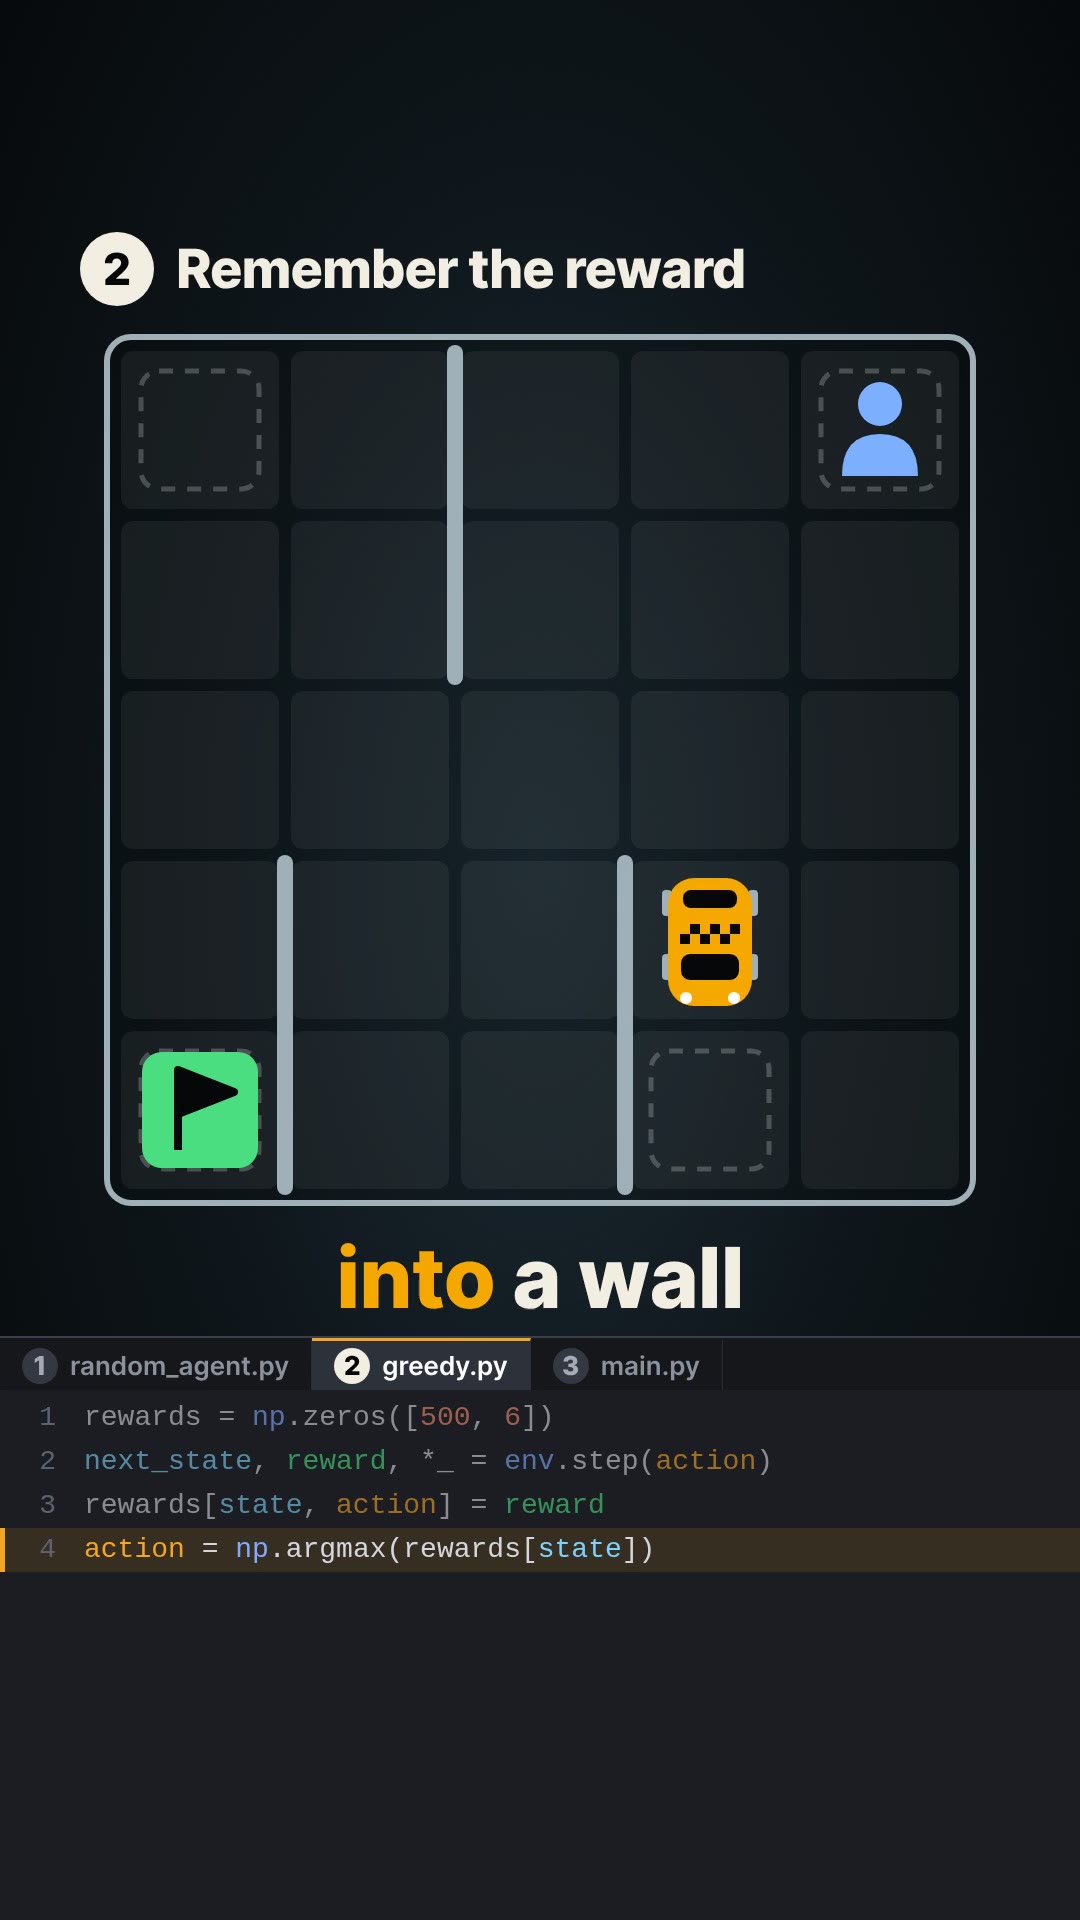 2 Remember the reward
into a wall
1 random_agent.py 2 greedy.py 3 main.py
1 rewards = np.zeros([500, 6])
2 next_state, reward, *_ = env.step(action)
3 rewards[state, action] = reward
4 action = np.argmax(rewards[state])